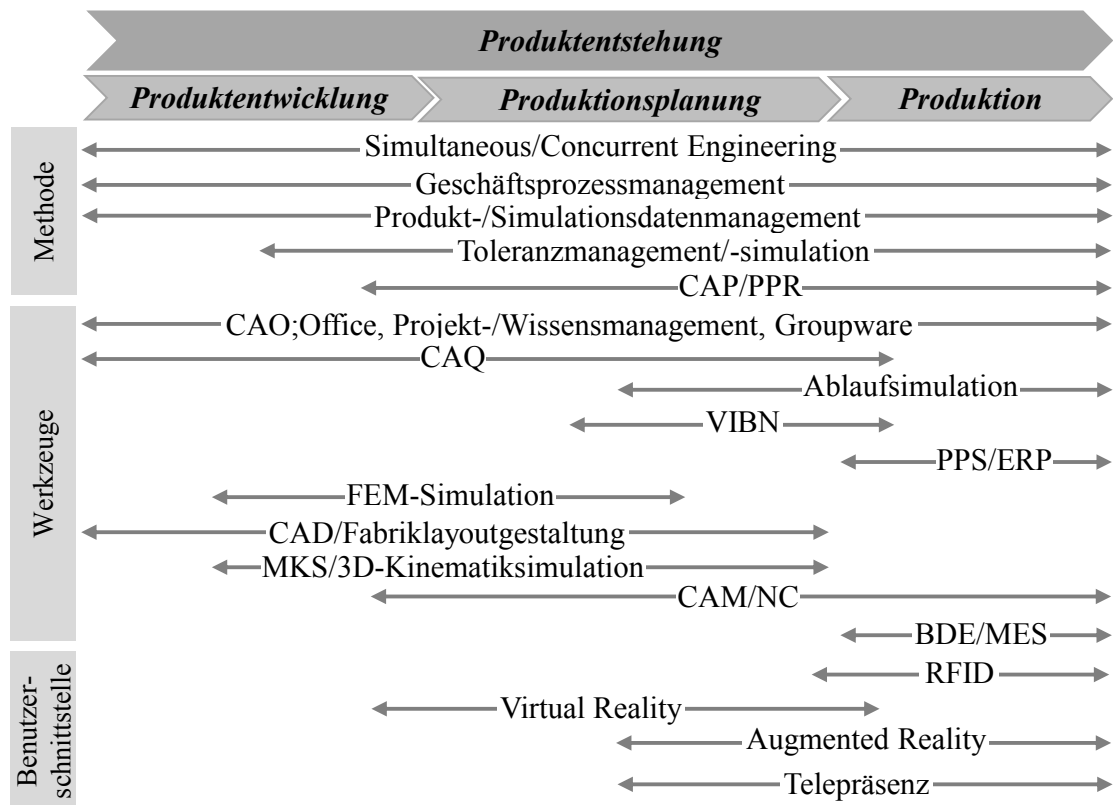 Produktentstehung
Produktentwicklung
Produktionsplanung
Produktion
Methode
Simultaneous/Concurrent Engineering
Geschäftsprozessmanagement
Produkt-/Simulationsdatenmanagement
Toleranzmanagement/-simulation
CAP/PPR
Werkzeuge
CAO;Office, Projekt-/Wissensmanagement, Groupware
CAQ
Ablaufsimulation
VIBN
PPS/ERP
FEM-Simulation
CAD/Fabriklayoutgestaltung
MKS/3D-Kinematiksimulation
CAM/NC
BDE/MES
Benutzer-
schnittstelle
RFID
Virtual Reality
Augmented Reality
Telepräsenz